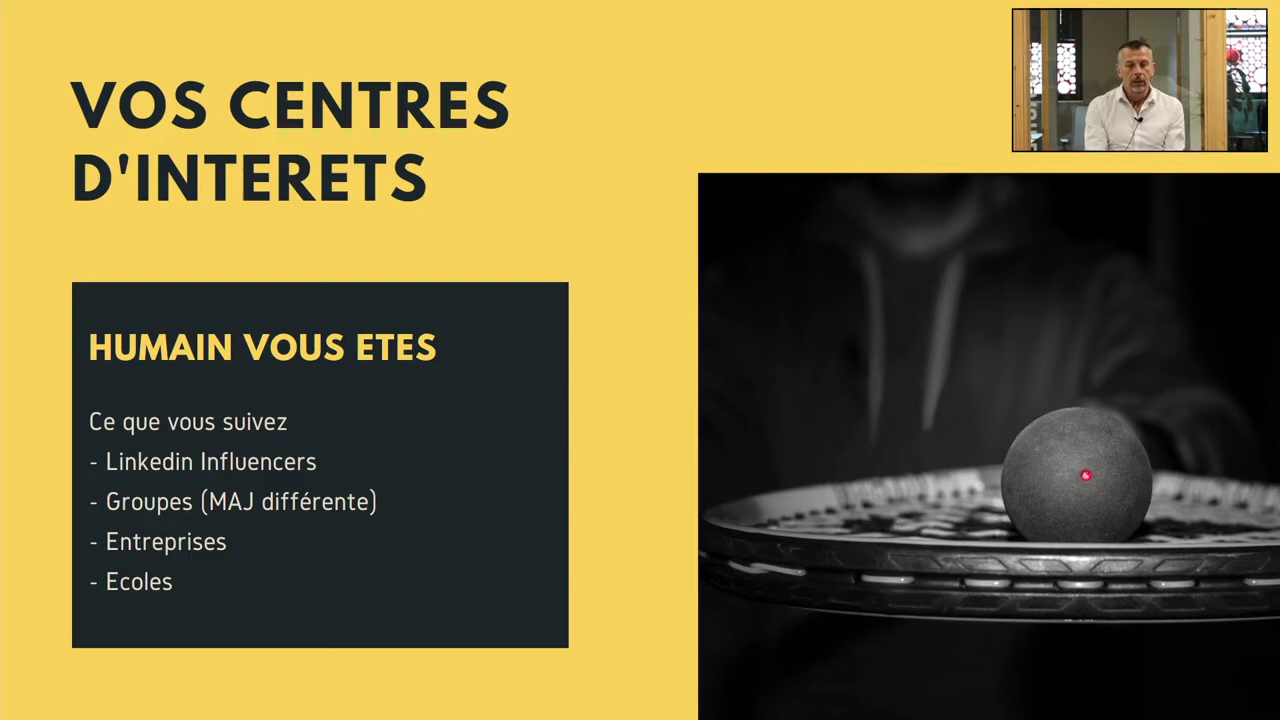 VOS CENTRES
D'INTERETS
HUMAIN VOUS ETES
Ce que vous suivez
- Linkedin Influencers
- Groupes (MAJ différente)
- Entreprises
- Ecoles